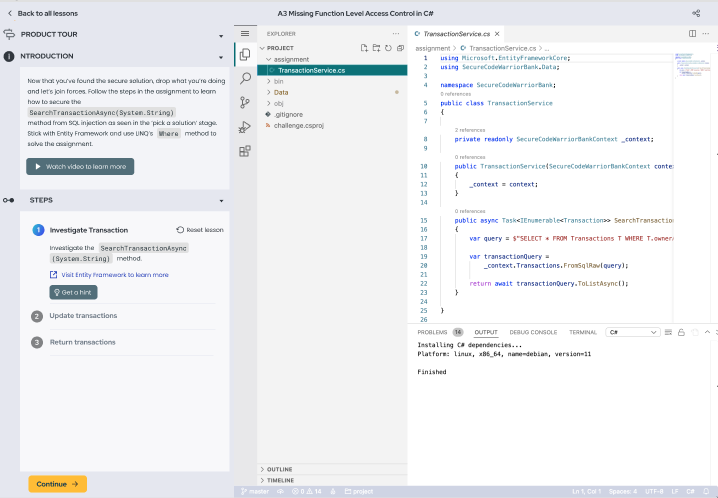 Back to all lessons
A3 Missing Function Level Access Control in C#
PRODUCT TOUR
NTRODUCTION
Now that you've found the secure solution, drop what you're doing
and let's join forces. Follow the steps in the assignment to learn
how to secure the
SearchTransactionAsync(System.String)
method from SQL injection as seen in the 'pick a solution' stage.
Stick with Entity Framework and use LINQ's Where method to
solve the assignment.
Watch video to learn more
STEPS
1 Investigate Transaction
Reset lesson
Investigate the SearchTransactionAsync
(System.String) method.
Visit Entity Framework to learn more
Get a hint
2 Update transactions
3 Return transactions
Continue
EXPLORER
PROJECT
assignment
TransactionService.cs
bin
Data
obj
.gitignore
challenge.csproj
OUTLINE
TIMELINE
TransactionService.cs
assignment > TransactionService.cs > ...
1 using Microsoft.EntityFrameworkCore;
2 using SecureCodeWarriorBank.Data;
3
4 namespace SecureCodeWarriorBank;
6 references
5 public class TransactionService
6 {
7
2 references
8 private readonly SecureCodeWarriorBankContext _context;
9
0 references
10 public TransactionService(SecureCodeWarriorBankContext conte
11 {
12 _context = context;
13 }
14
0 references
15 public async Task<IEnumerable<Transaction>> SearchTransaction
16 {
17 var query = $"SELECT * FROM Transactions T WHERE T.owner
18
19 var transactionQuery =
20 _context.Transactions.FromSqlRaw(query);
21
22 return await transactionQuery.ToListAsync();
23 }
24
25 }
26
PROBLEMS 14 OUTPUT DEBUG CONSOLE TERMINAL C#
Installing C# dependencies...
Platform: linux, x86_64, name=debian, version=11
Finished
master 0 14 project
Ln 1, Col 1 Spaces: 4 UTF-8 LF C#